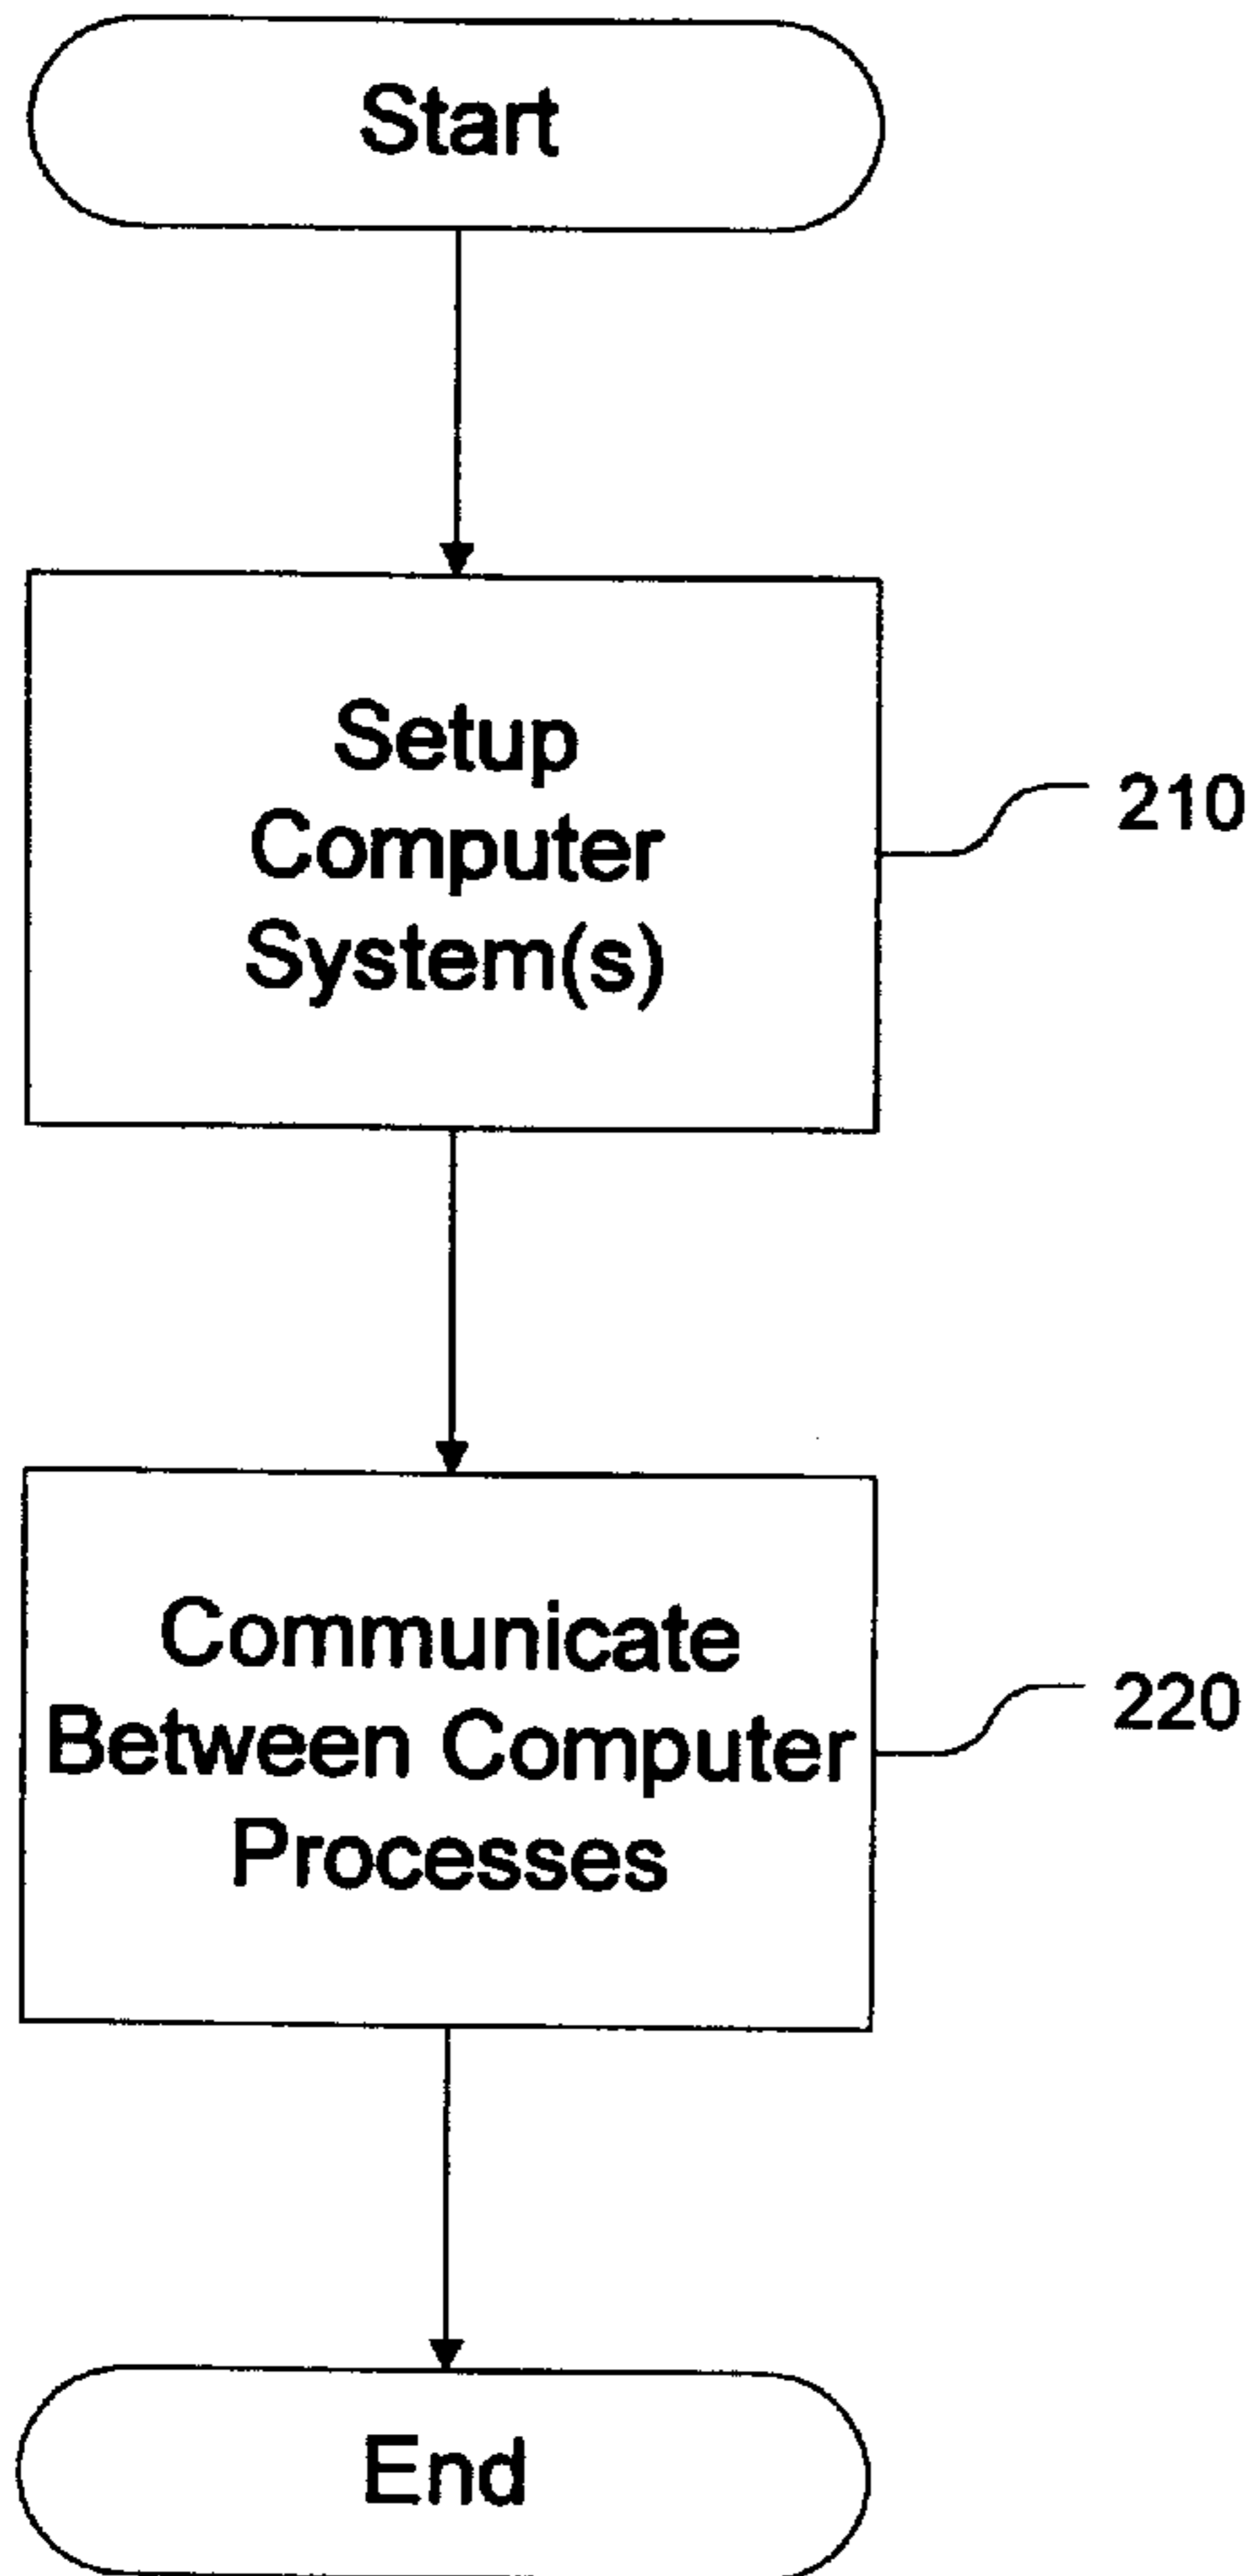 Start
Setup
Computer
System(s)
210
Communicate
Between Computer
Processes
220
End